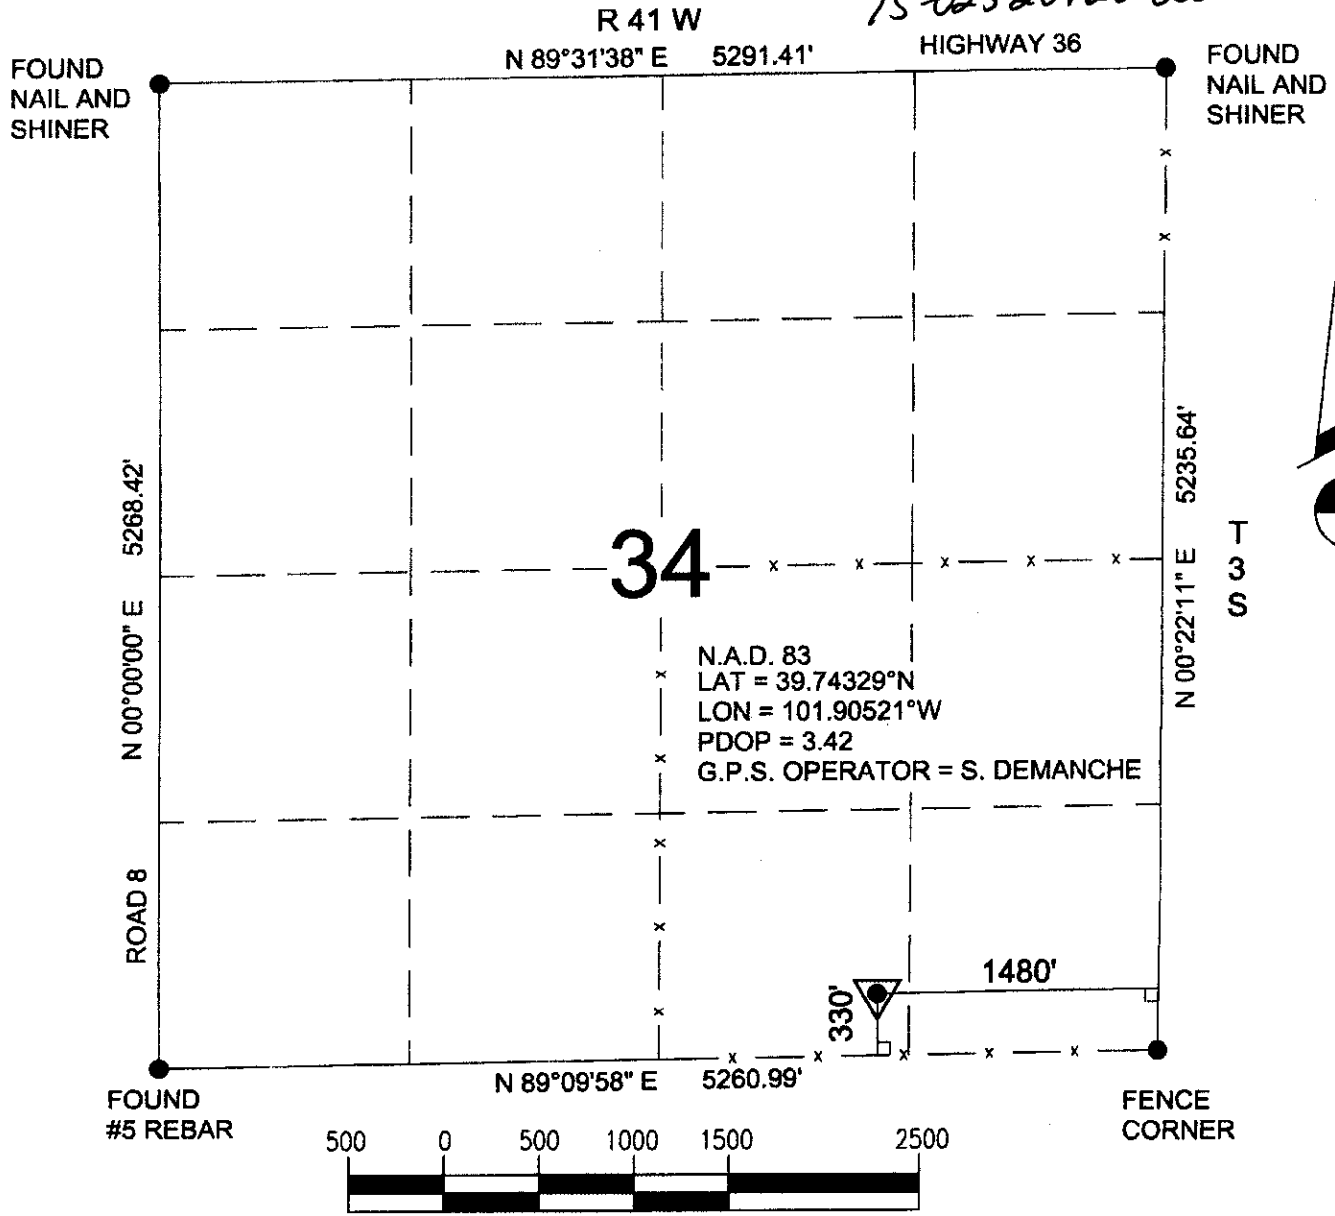 R 41 W
N 89°31'38" E 5291.41'
HIGHWAY 36
FOUND
NAIL AND
SHINER
FOUND
NAIL AND
SHINER
N 00°00'00" E 5268.42'
ROAD 8
34
N 00°22'11" E 5235.64'
T
3
S
N.A.D. 83
LAT = 39.74329°N
LON = 101.90521°W
PDOP = 3.42
G.P.S. OPERATOR = S. DEMANCHE
1480'
330'
N 89°09'58" E 5260.99'
FOUND
#5 REBAR
FENCE
CORNER
500 0 500 1000 1500 2500